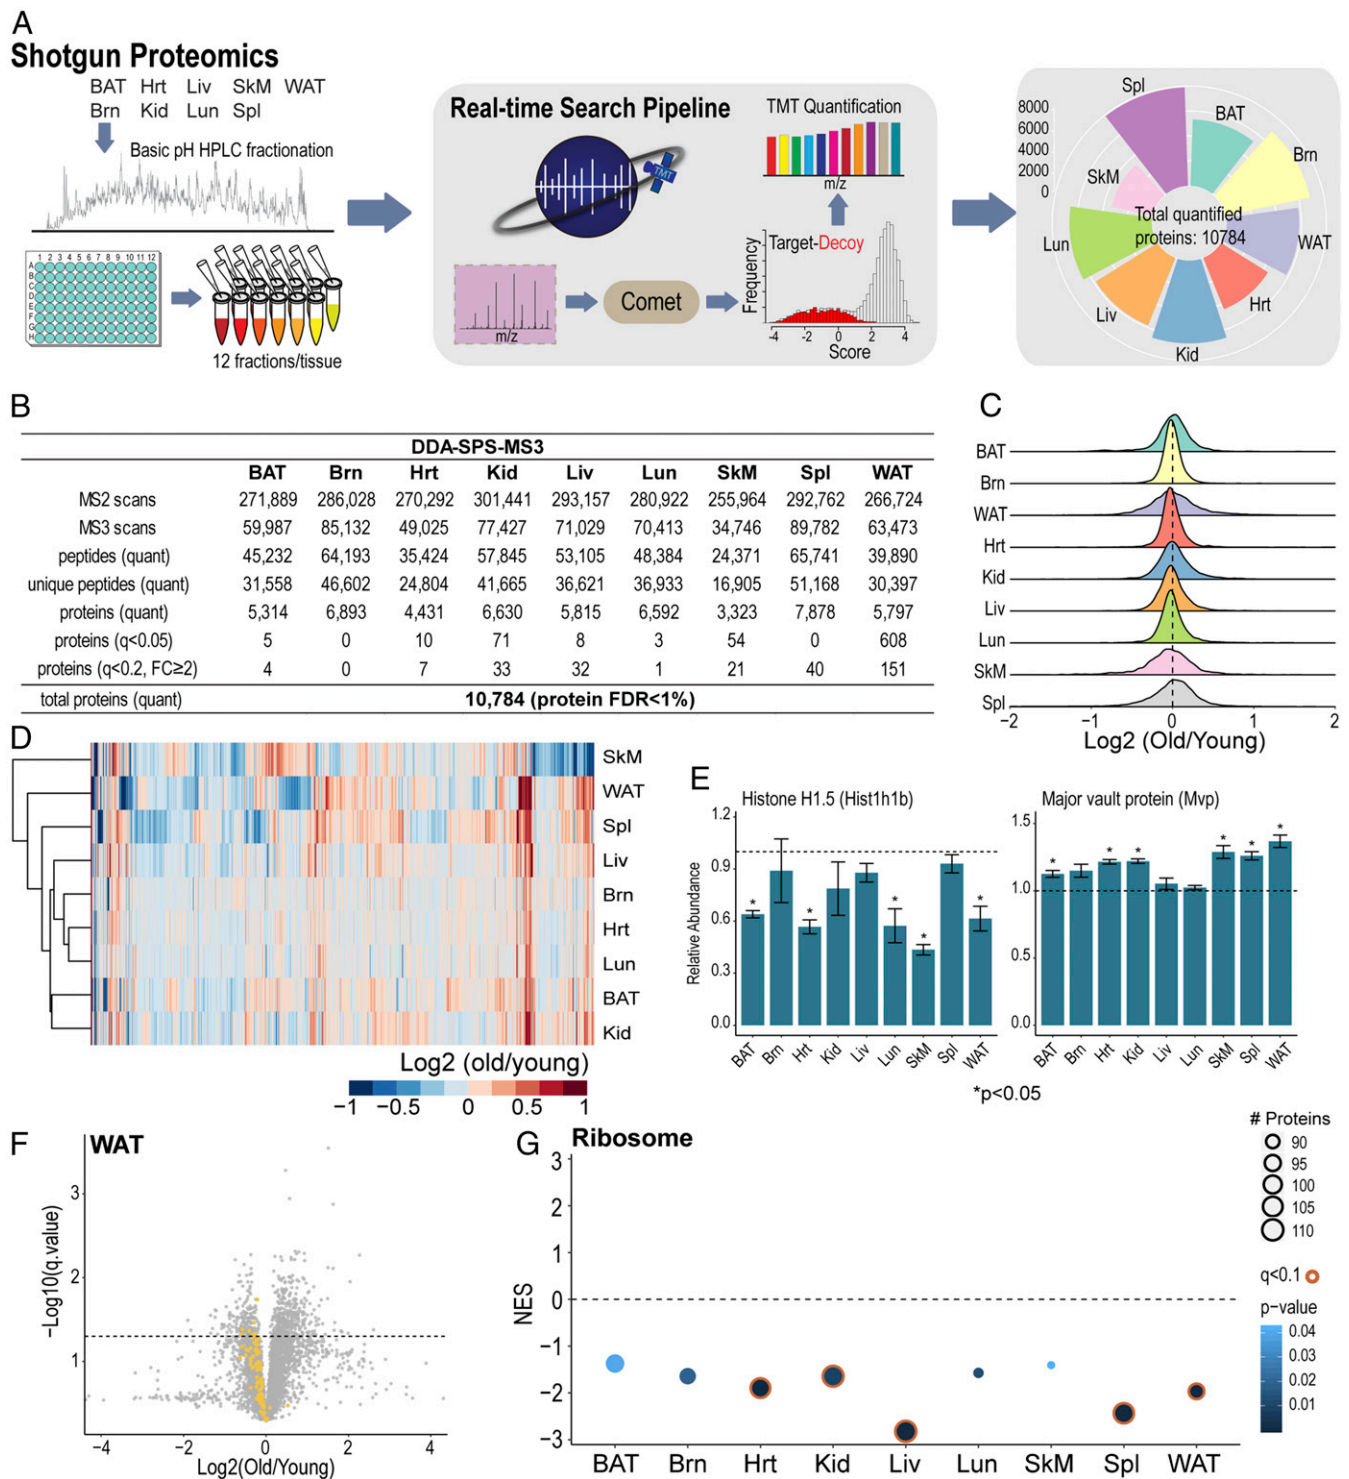 A
Shotgun Proteomics
BAT Hrt Liv SkM WAT
Brn Kid Lun Spl
Basic pH HPLC fractionation
1 2 3 4 5 6 7 8 9 10 11 12
A
B
C
D
E
F
G
H
12 fractions/tissue
Real-time Search Pipeline
TMT
m/z
Comet
TMT Quantification
m/z
Target-Decoy
Frequency
-4 -2 0 2 4
Score
8000
6000
4000
2000
0
Spl
BAT
Brn
SkM
Total quantified
proteins: 10784
Lun
WAT
Liv
Hrt
Kid
B
DDA-SPS-MS3
BAT Brn Hrt Kid Liv Lun SkM Spl WAT
MS2 scans 271,889 286,028 270,292 301,441 293,157 280,922 255,964 292,762 266,724
MS3 scans 59,987 85,132 49,025 77,427 71,029 70,413 34,746 89,782 63,473
peptides (quant) 45,232 64,193 35,424 57,845 53,105 48,384 24,371 65,741 39,890
unique peptides (quant) 31,558 46,602 24,804 41,665 36,621 36,933 16,905 51,168 30,397
proteins (quant) 5,314 6,893 4,431 6,630 5,815 6,592 3,323 7,878 5,797
proteins (q<0.05) 5 0 10 71 8 3 54 0 608
proteins (q<0.2, FC≥2) 4 0 7 33 32 1 21 40 151
total proteins (quant) 10,784 (protein FDR<1%)
C
BAT
Brn
WAT
Hrt
Kid
Liv
Lun
SkM
Spl
−2 −1 0 1 2
Log2 (Old/Young)
D
SkM
WAT
Spl
Liv
Brn
Hrt
Lun
BAT
Kid
Log2 (old/young)
−1 −0.5 0 0.5 1
E
Histone H1.5 (Hist1h1b)
Relative Abundance
1.2
0.9
0.6
0.3
0.0
* * * * *
BAT Brn Hrt Kid Liv Lun SkM Spl WAT
Major vault protein (Mvp)
1.5
1.0
0.5
0.0
* * * * * *
BAT Brn Hrt Kid Liv Lun SkM Spl WAT
*p<0.05
F
WAT
−Log10(q.value)
3
2
1
−4 −2 0 2 4
Log2(Old/Young)
G
Ribosome
NES
3
2
1
0
−1
−2
−3
BAT Brn Hrt Kid Liv Lun SkM Spl WAT
# Proteins
90
95
100
105
110
q<0.1
p−value
0.04
0.03
0.02
0.01